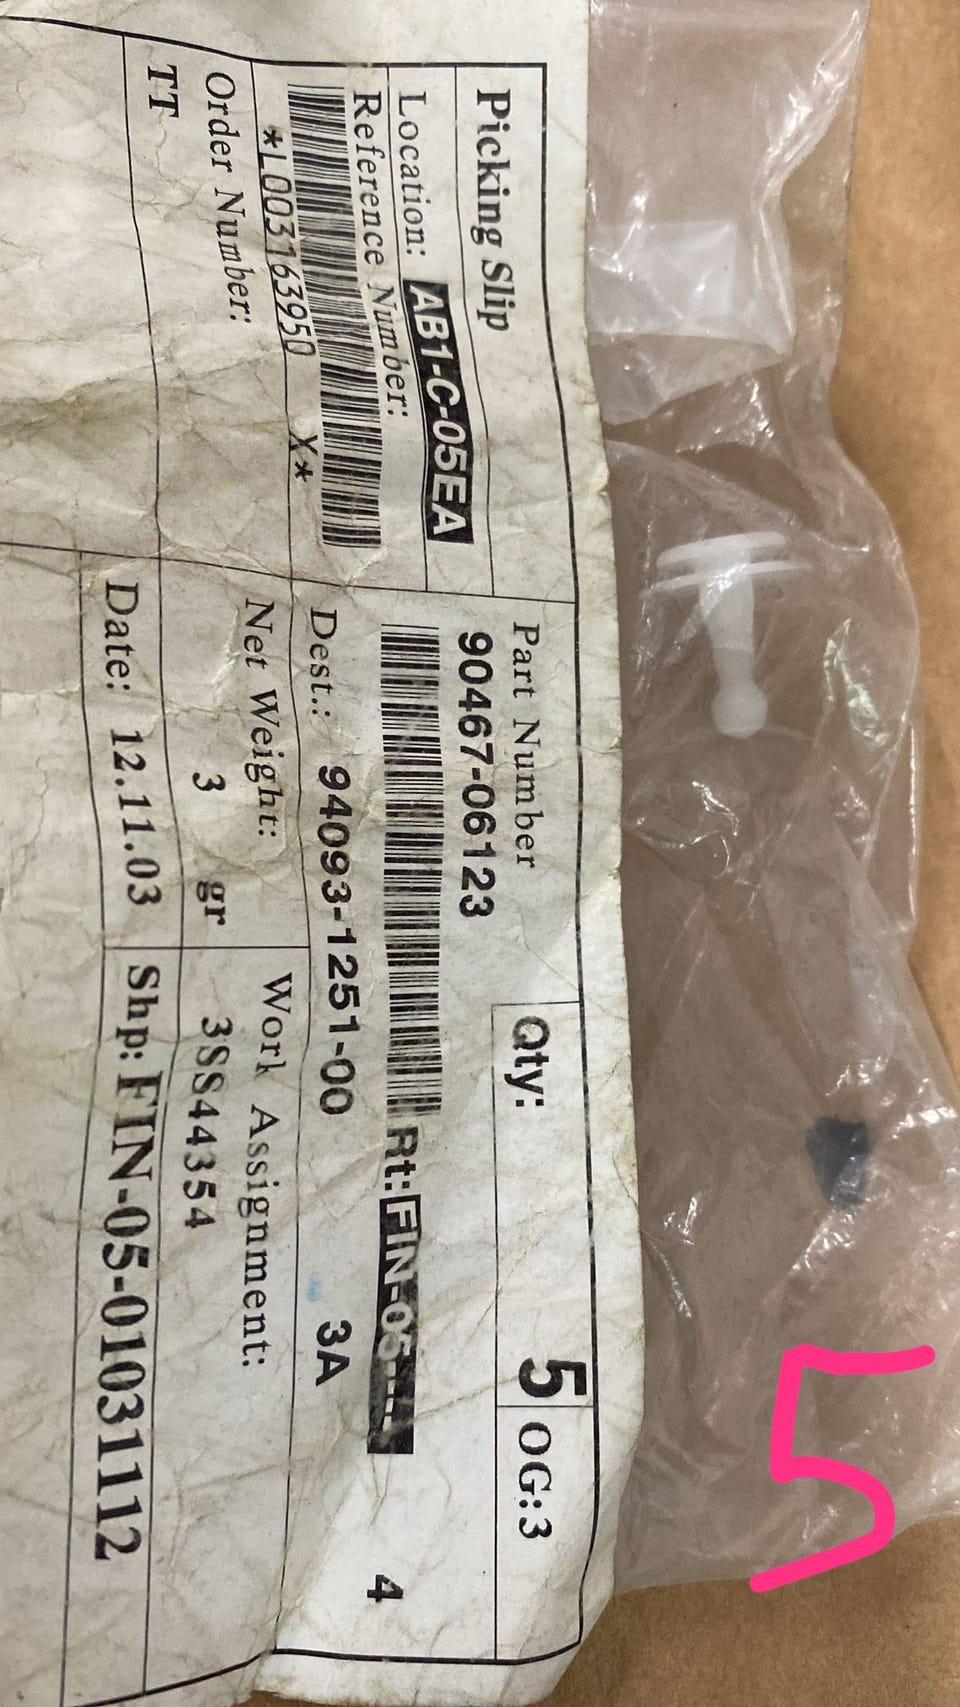 Picking Slip
Location: AB1-C-05EA
Reference Number:
*L003163950 X*
Order Number:
TT
Part Number
90467-06123
Qty: 5
OG:3
Rt:
4
Dest.: 94093-1251-00 3A
Net Weight:
3 gr
Work Assignment:
3SS44354
Date: 12.11.03
Shp: FIN-05-01031112
5